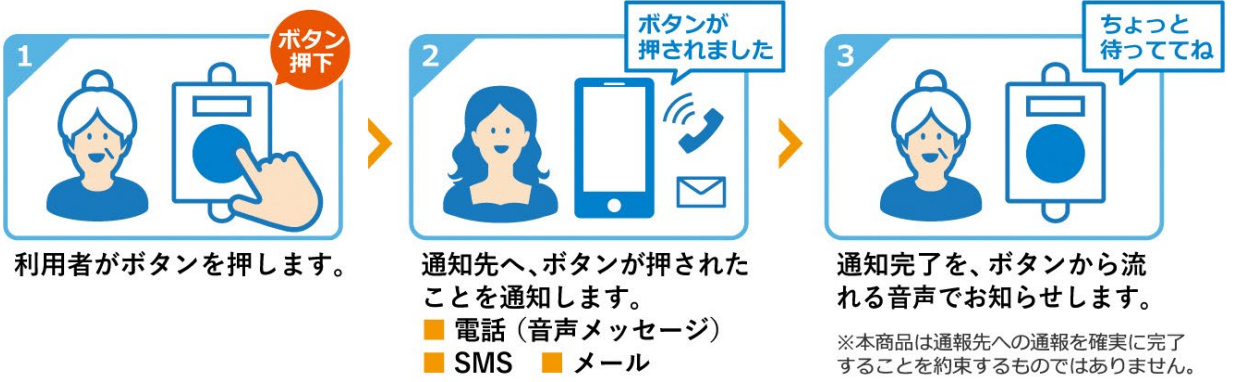 1
ボタン
押下
利用者がボタンを押します。
2
ボタンが
押されました
通知先へ、ボタンが押された
ことを通知します。
■ 電話（音声メッセージ）
■ SMS ■ メール
3
ちょっと
待っててね
通知完了を、ボタンから流
れる音声でお知らせします。
※本商品は通報先への通報を確実に完了
することを約束するものではありません。